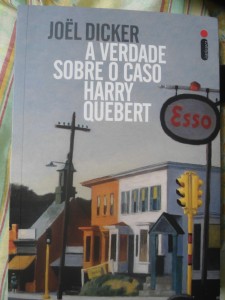 JOËL DICKER
A VERDADE
SOBRE O CASO
HARRY
QUEBERT
Esso